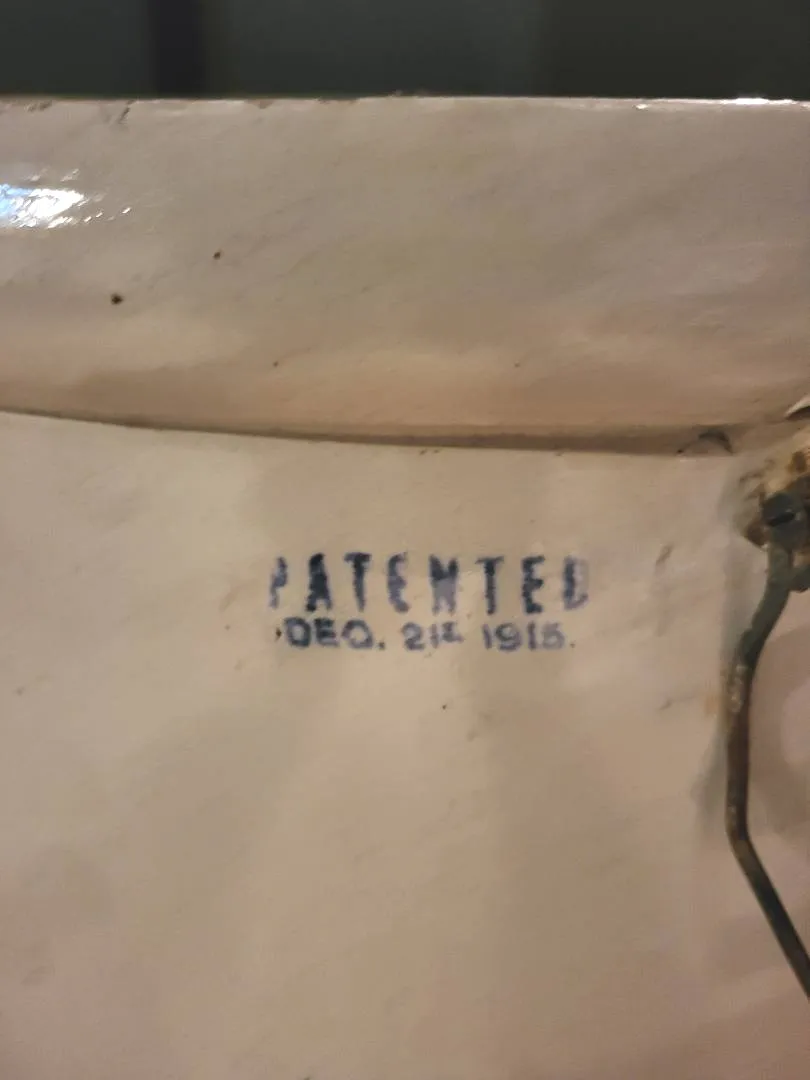 PATENTED
DEC. 21st 1915.